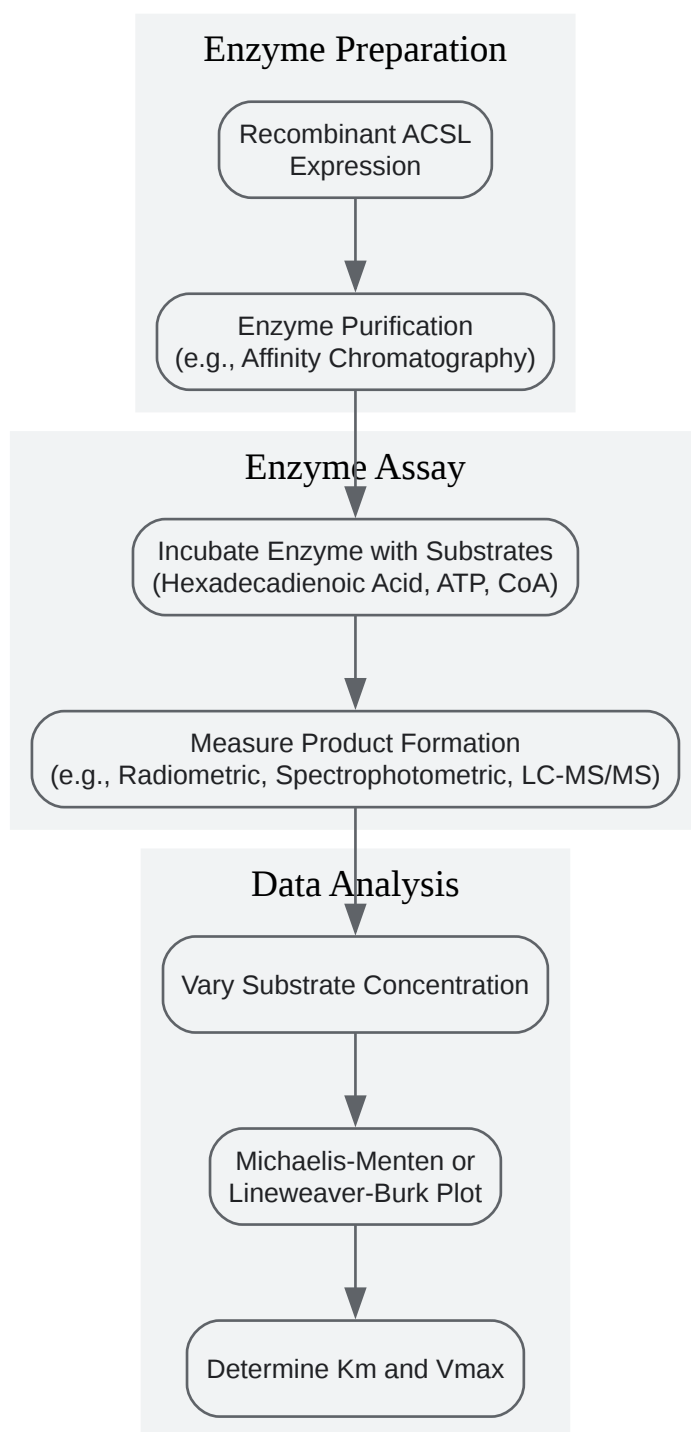 Enzyme Preparation
Recombinant ACSL
Expression
Enzyme Purification
(e.g., Affinity Chromatography)
Enzyme Assay
Incubate Enzyme with Substrates
(Hexadecadienoic Acid, ATP, CoA)
Measure Product Formation
(e.g., Radiometric, Spectrophotometric, LC-MS/MS)
Data Analysis
Vary Substrate Concentration
Michaelis-Menten or
Lineweaver-Burk Plot
Determine Km and Vmax